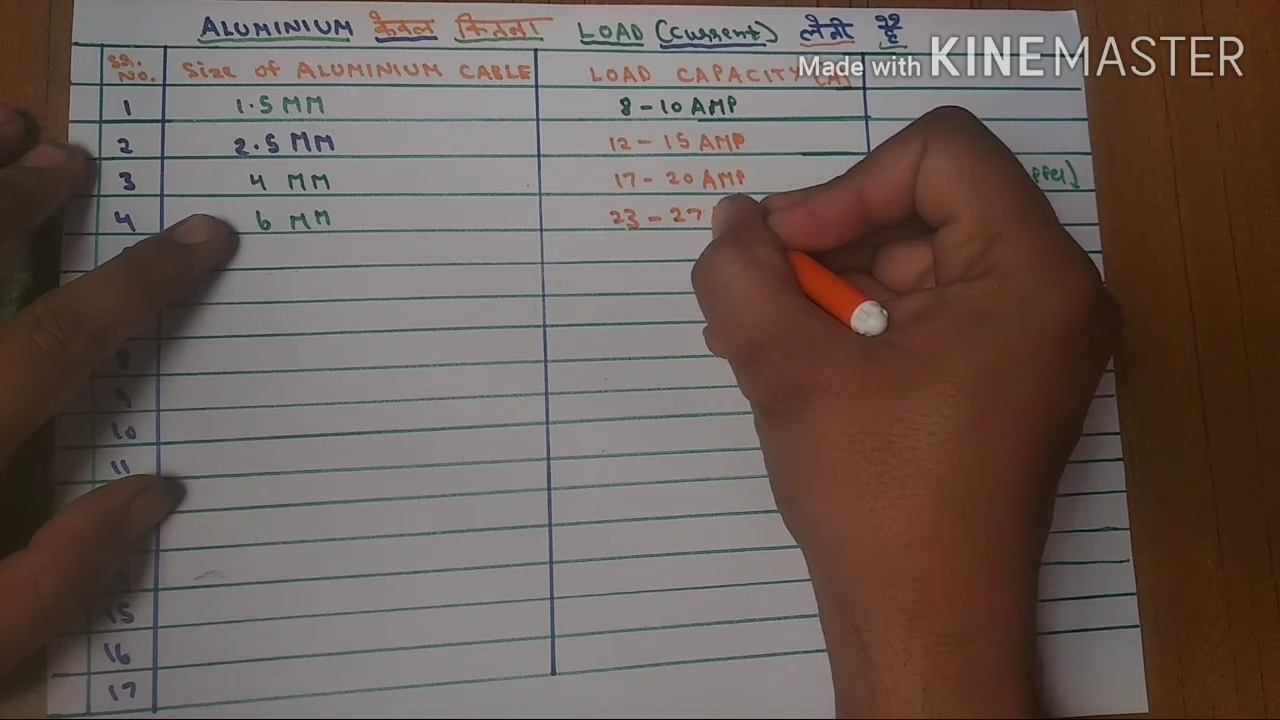 ALUMINIUM केबल कितना LOAD (Current) लेती है
Made with KINEMASTER
SR. NO. Size of ALUMINIUM CABLE LOAD CAPACITY
1 1.5 MM 8-10 AMP
2 2.5 MM 12-15 AMP
3 4 MM 17-20 AMP
4 6 MM 23-27
8
9
10
11
15
16
17